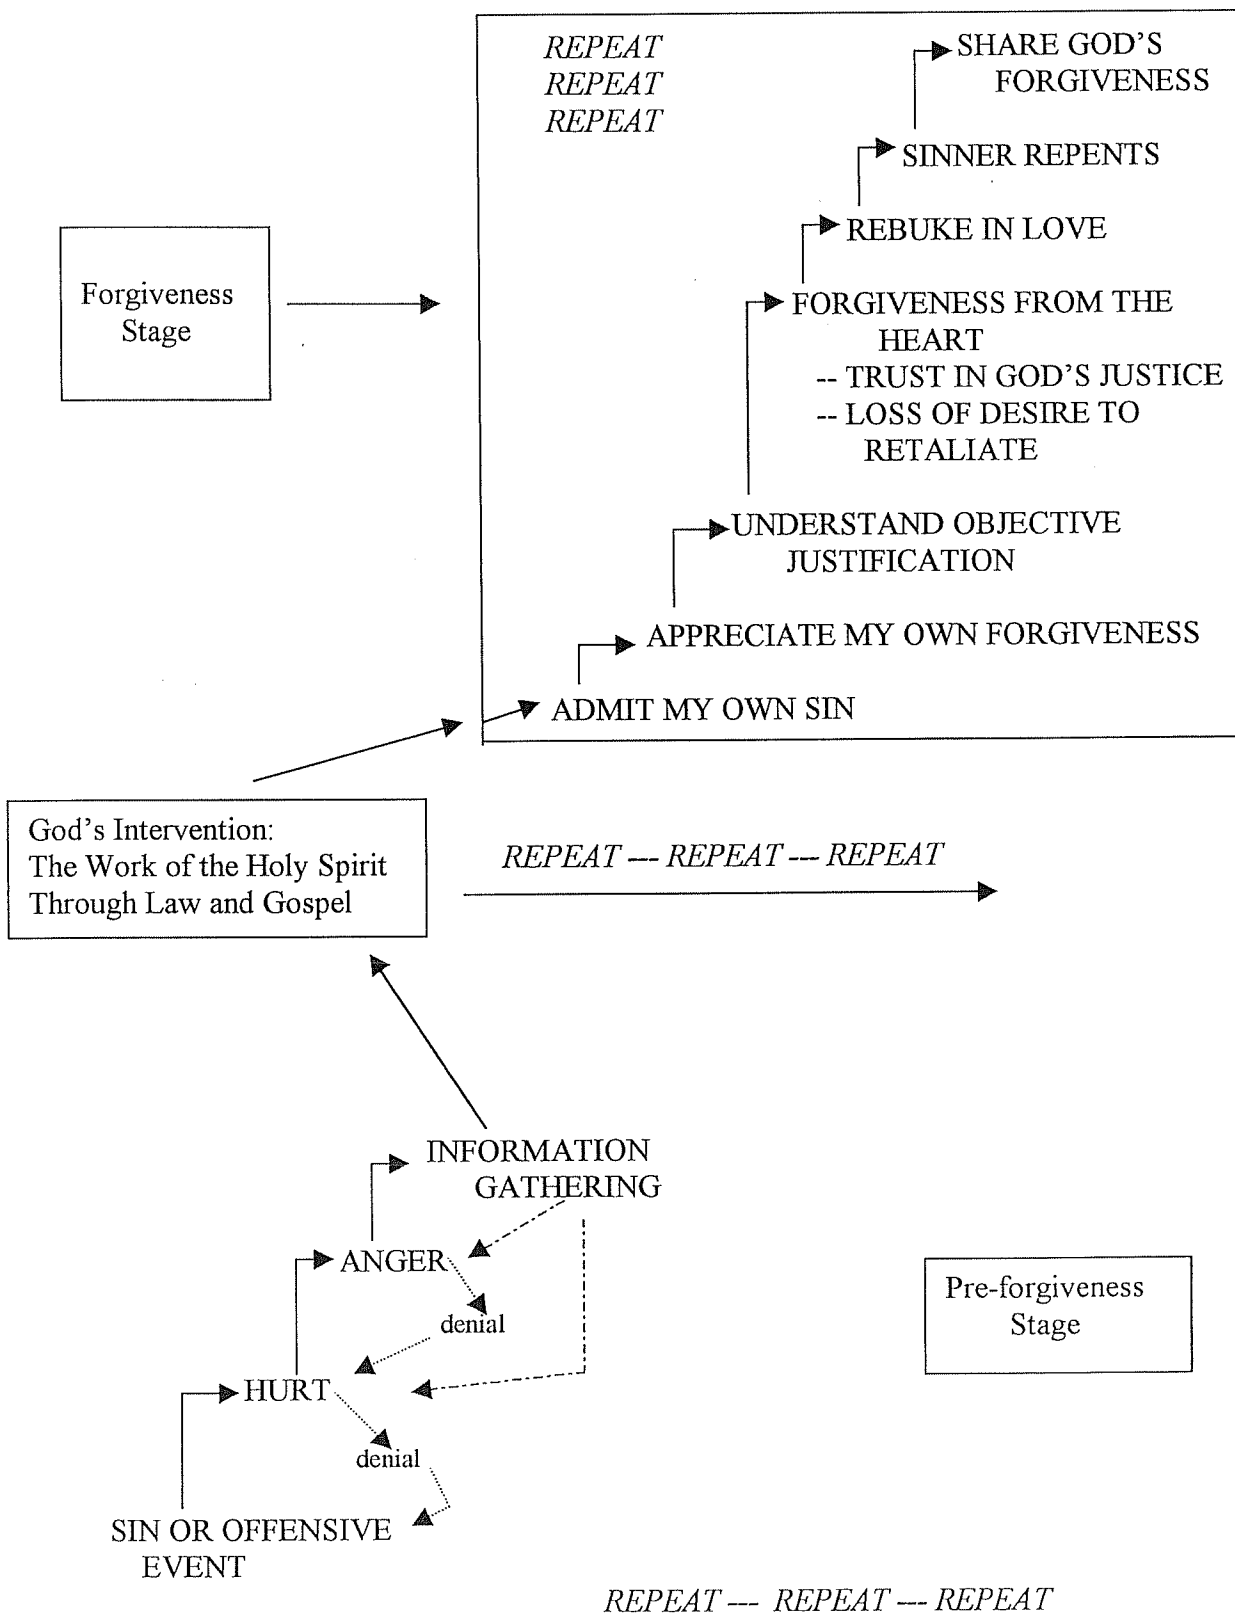 REPEAT
REPEAT
REPEAT
SHARE GOD'S
FORGIVENESS
SINNER REPENTS
REBUKE IN LOVE
Forgiveness
Stage
FORGIVENESS FROM THE
HEART
-- TRUST IN GOD'S JUSTICE
-- LOSS OF DESIRE TO
RETALIATE
UNDERSTAND OBJECTIVE
JUSTIFICATION
APPRECIATE MY OWN FORGIVENESS
ADMIT MY OWN SIN
God's Intervention:
The Work of the Holy Spirit
Through Law and Gospel
REPEAT --- REPEAT --- REPEAT
INFORMATION
GATHERING
ANGER
denial
Pre-forgiveness
Stage
HURT
denial
SIN OR OFFENSIVE
EVENT
REPEAT --- REPEAT --- REPEAT